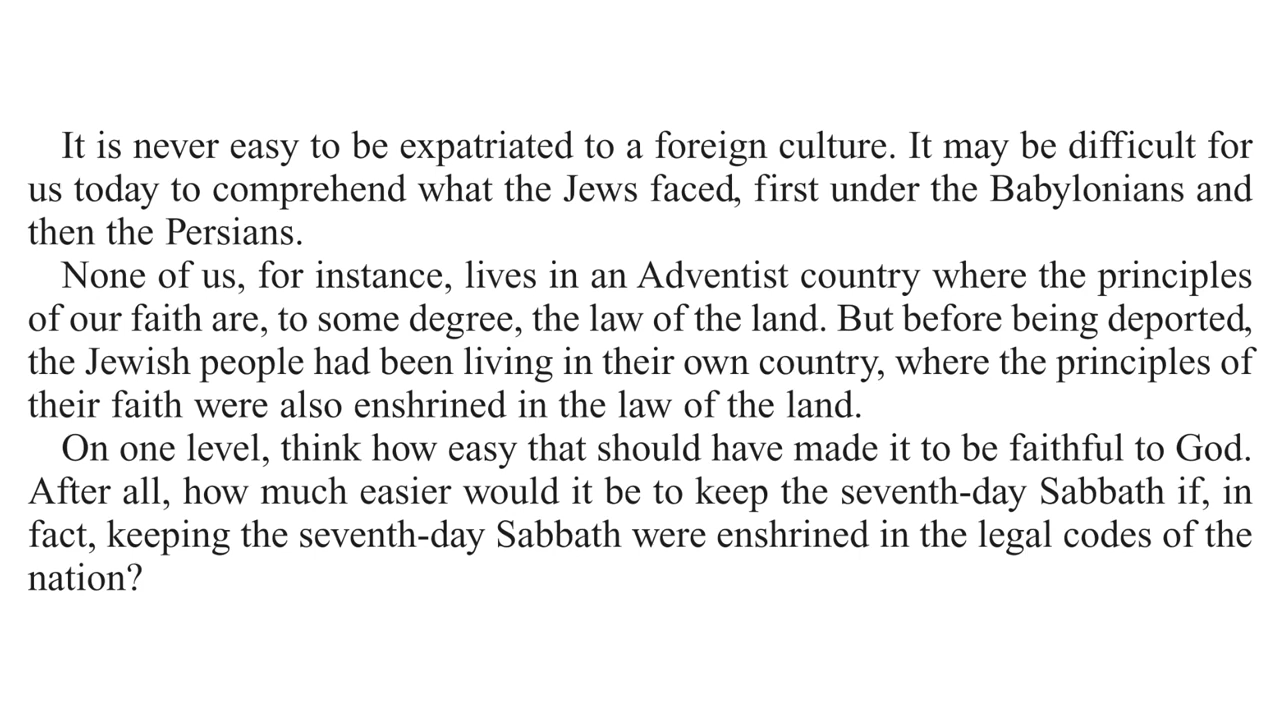 It is never easy to be expatriated to a foreign culture. It may be difficult for
us today to comprehend what the Jews faced, first under the Babylonians and
then the Persians.
None of us, for instance, lives in an Adventist country where the principles
of our faith are, to some degree, the law of the land. But before being deported,
the Jewish people had been living in their own country, where the principles of
their faith were also enshrined in the law of the land.
On one level, think how easy that should have made it to be faithful to God.
After all, how much easier would it be to keep the seventh-day Sabbath if, in
fact, keeping the seventh-day Sabbath were enshrined in the legal codes of the
nation?